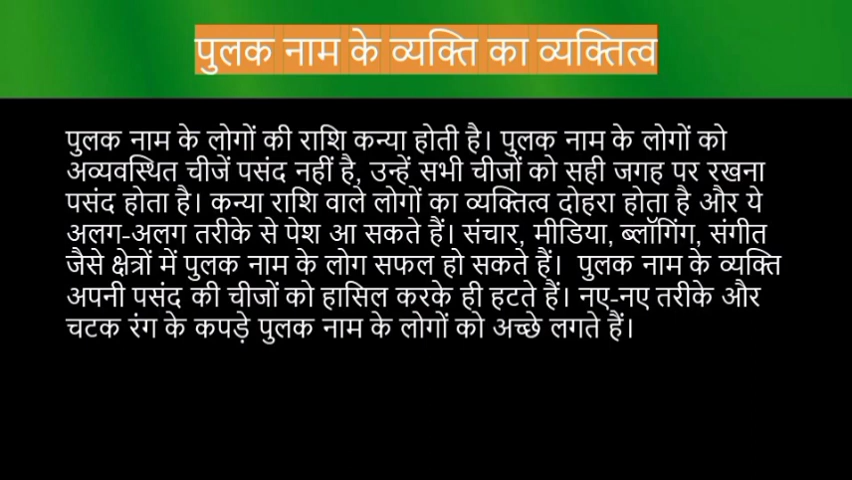 पुलक नाम के व्यक्ति का व्यक्तित्व
पुलक नाम के लोगों की राशि कन्या होती है। पुलक नाम के लोगों को
अव्यवस्थित चीजें पसंद नहीं है, उन्हें सभी चीजों को सही जगह पर रखना
पसंद होता है। कन्या राशि वाले लोगों का व्यक्तित्व दोहरा होता है और ये
अलग-अलग तरीके से पेश आ सकते हैं। संचार, मीडिया, ब्लॉगिंग, संगीत
जैसे क्षेत्रों में पुलक नाम के लोग सफल हो सकते हैं। पुलक नाम के व्यक्ति
अपनी पसंद की चीजों को हासिल करके ही हटते हैं। नए-नए तरीके और
चटक रंग के कपड़े पुलक नाम के लोगों को अच्छे लगते हैं।